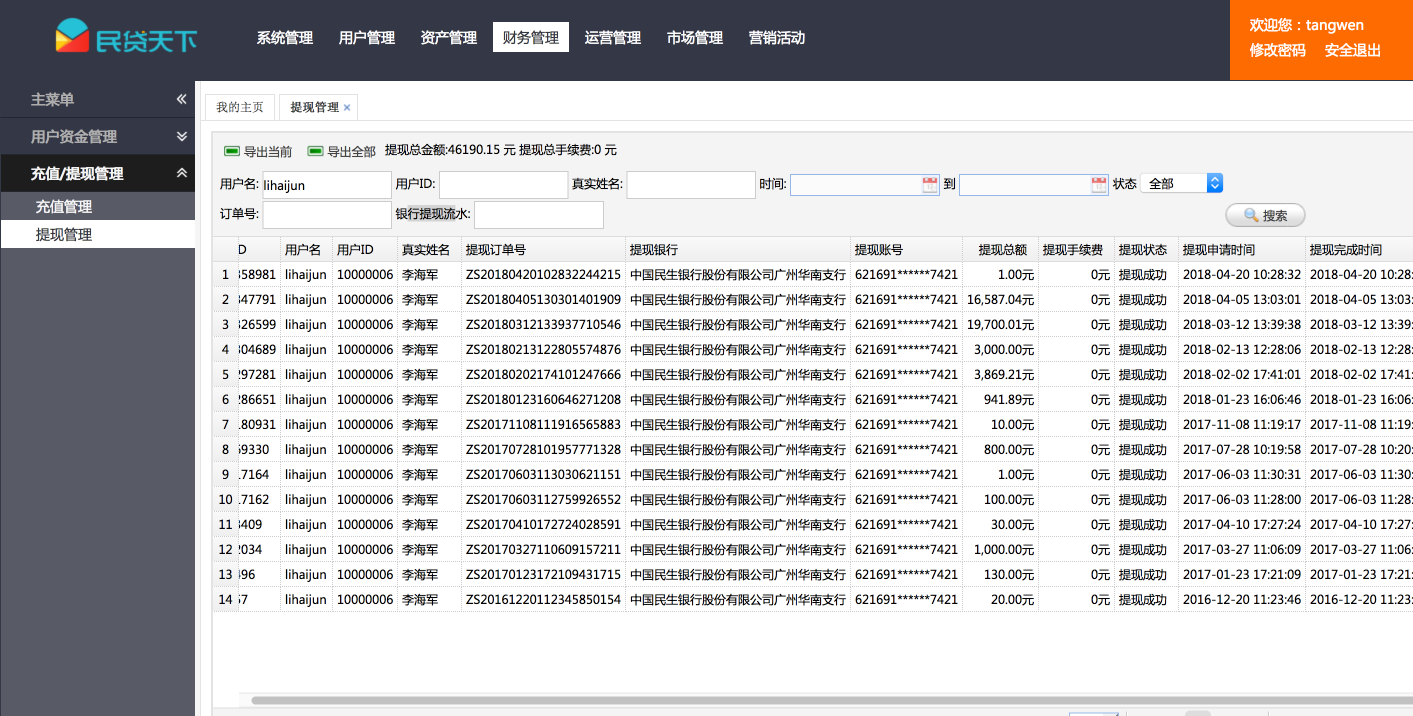 民贷天下 系统管理 用户管理 资产管理 财务管理 运营管理 市场管理 营销活动 欢迎您：tangwen
修改密码 安全退出
主菜单
用户资金管理
充值/提现管理
充值管理
提现管理
我的主页 提现管理 ×
导出当前 导出全部 提现总金额:46190.15 元 提现总手续费:0 元
用户名: lihaijun 用户ID: 真实姓名: 时间: 到 状态 全部
订单号: 银行提现流水: 搜索
D 用户名 用户ID 真实姓名 提现订单号 提现银行 提现账号 提现总额 提现手续费 提现状态 提现申请时间 提现完成时间
1 58981 lihaijun 10000006 李海军 ZS20180420102832244215 中国民生银行股份有限公司广州华南支行 621691******7421 1.00元 0元 提现成功 2018-04-20 10:28:32 2018-04-20 10:28:
2 47791 lihaijun 10000006 李海军 ZS20180405130301401909 中国民生银行股份有限公司广州华南支行 621691******7421 16,587.04元 0元 提现成功 2018-04-05 13:03:01 2018-04-05 13:03:
3 26599 lihaijun 10000006 李海军 ZS20180312133937710546 中国民生银行股份有限公司广州华南支行 621691******7421 19,700.01元 0元 提现成功 2018-03-12 13:39:38 2018-03-12 13:39:
4 04689 lihaijun 10000006 李海军 ZS20180213122805574876 中国民生银行股份有限公司广州华南支行 621691******7421 3,000.00元 0元 提现成功 2018-02-13 12:28:06 2018-02-13 12:28:
5 97281 lihaijun 10000006 李海军 ZS20180202174101247666 中国民生银行股份有限公司广州华南支行 621691******7421 3,869.21元 0元 提现成功 2018-02-02 17:41:01 2018-02-02 17:41:
6 86651 lihaijun 10000006 李海军 ZS20180123160646271208 中国民生银行股份有限公司广州华南支行 621691******7421 941.89元 0元 提现成功 2018-01-23 16:06:46 2018-01-23 16:06:
7 80931 lihaijun 10000006 李海军 ZS20171108111916565883 中国民生银行股份有限公司广州华南支行 621691******7421 10.00元 0元 提现成功 2017-11-08 11:19:17 2017-11-08 11:19:
8 9330 lihaijun 10000006 李海军 ZS20170728101957771328 中国民生银行股份有限公司广州华南支行 621691******7421 800.00元 0元 提现成功 2017-07-28 10:19:58 2017-07-28 10:20:
9 7164 lihaijun 10000006 李海军 ZS20170603113030621151 中国民生银行股份有限公司广州华南支行 621691******7421 1.00元 0元 提现成功 2017-06-03 11:30:31 2017-06-03 11:30:
10 7162 lihaijun 10000006 李海军 ZS20170603112759926552 中国民生银行股份有限公司广州华南支行 621691******7421 100.00元 0元 提现成功 2017-06-03 11:28:00 2017-06-03 11:28:
11 409 lihaijun 10000006 李海军 ZS20170410172724028591 中国民生银行股份有限公司广州华南支行 621691******7421 30.00元 0元 提现成功 2017-04-10 17:27:24 2017-04-10 17:27:
12 034 lihaijun 10000006 李海军 ZS20170327110609157211 中国民生银行股份有限公司广州华南支行 621691******7421 1,000.00元 0元 提现成功 2017-03-27 11:06:09 2017-03-27 11:06:
13 96 lihaijun 10000006 李海军 ZS20170123172109431715 中国民生银行股份有限公司广州华南支行 621691******7421 130.00元 0元 提现成功 2017-01-23 17:21:09 2017-01-23 17:21:
14 7 lihaijun 10000006 李海军 ZS20161220112345850154 中国民生银行股份有限公司广州华南支行 621691******7421 20.00元 0元 提现成功 2016-12-20 11:23:46 2016-12-20 11:23: